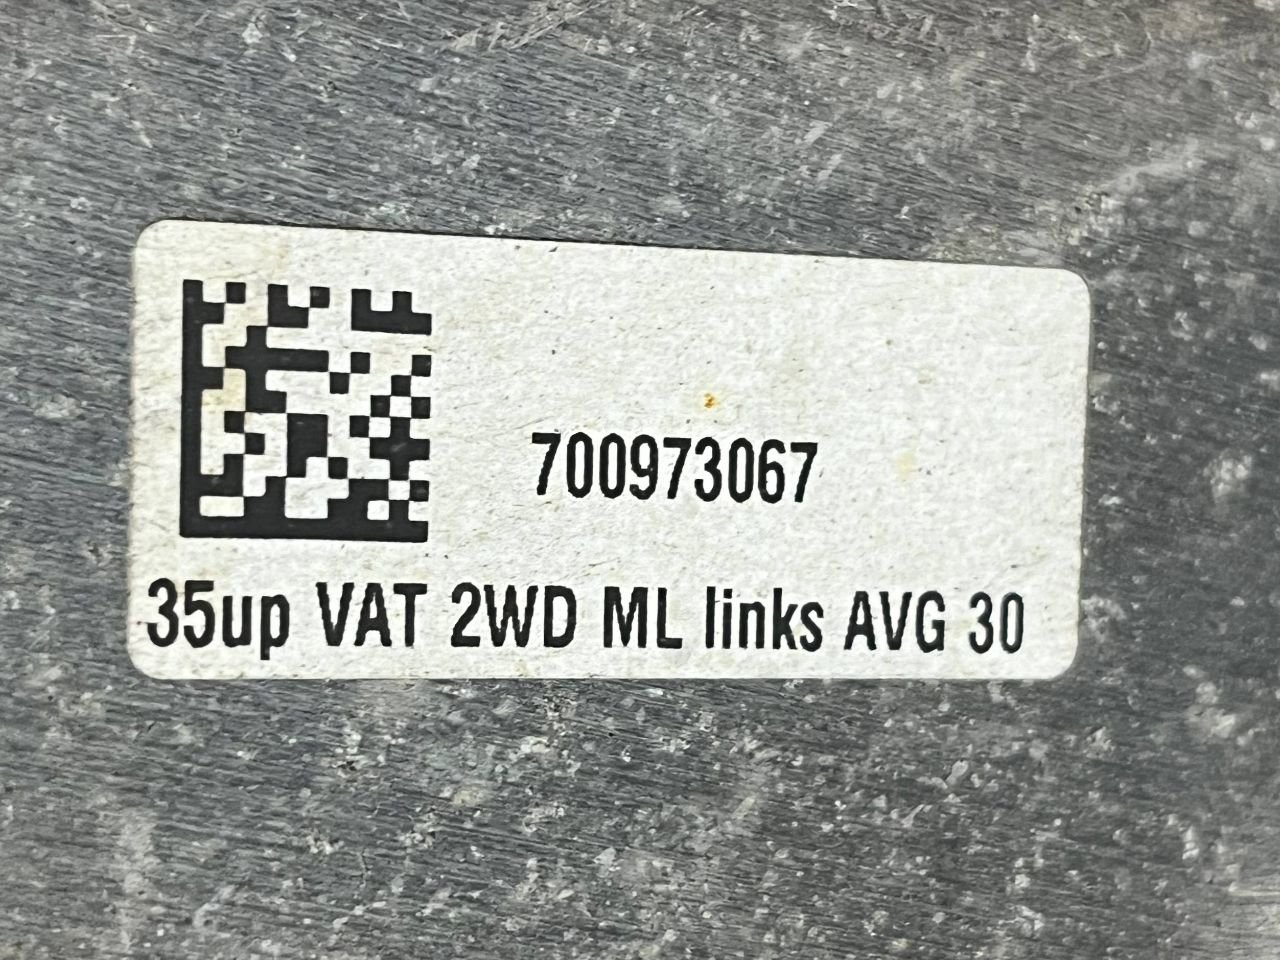 700973067
35up VAT 2WD ML links AVG 30